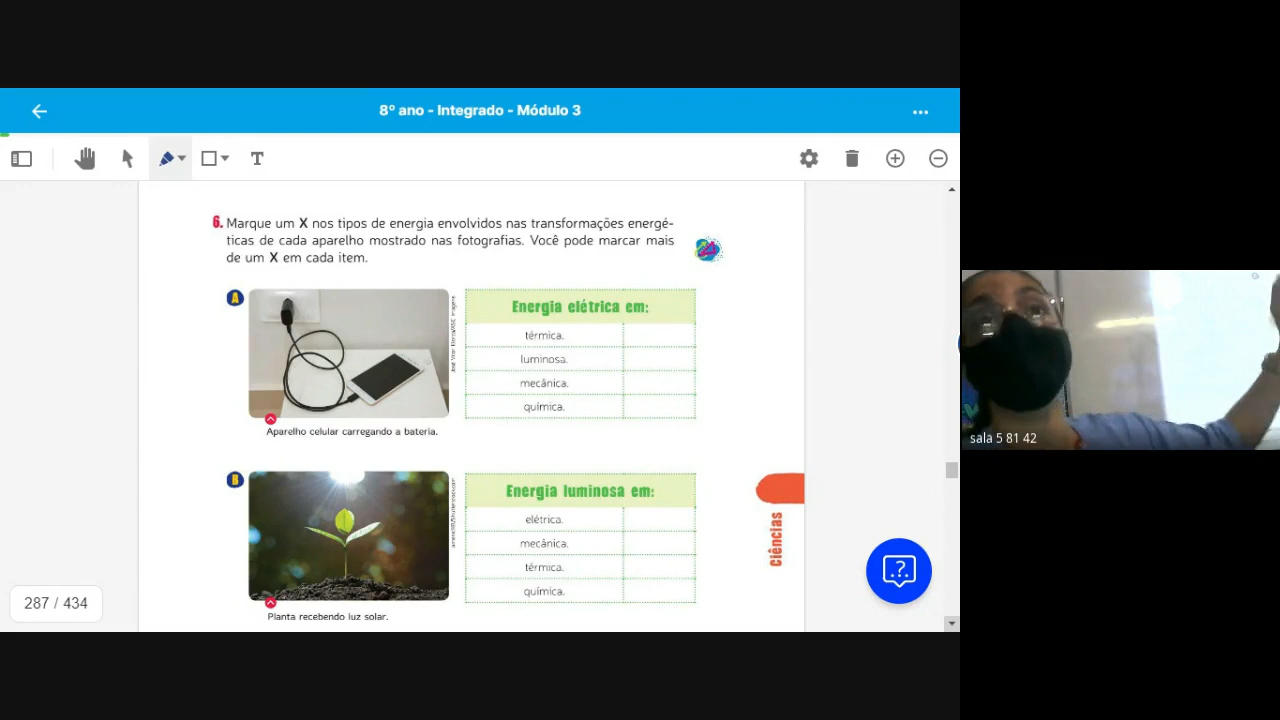 8º ano - Integrado - Módulo 3
T
6. Marque um X nos tipos de energia envolvidos nas transformações energé-
ticas de cada aparelho mostrado nas fotografias. Você pode marcar mais
de um X em cada item.
A
Energia elétrica em:
térmica.
luminosa.
mecânica.
química.
Aparelho celular carregando a bateria.
B
Energia luminosa em:
elétrica.
mecânica.
térmica.
química.
Planta recebendo luz solar.
Ciências
287 / 434
sala 5 81 42